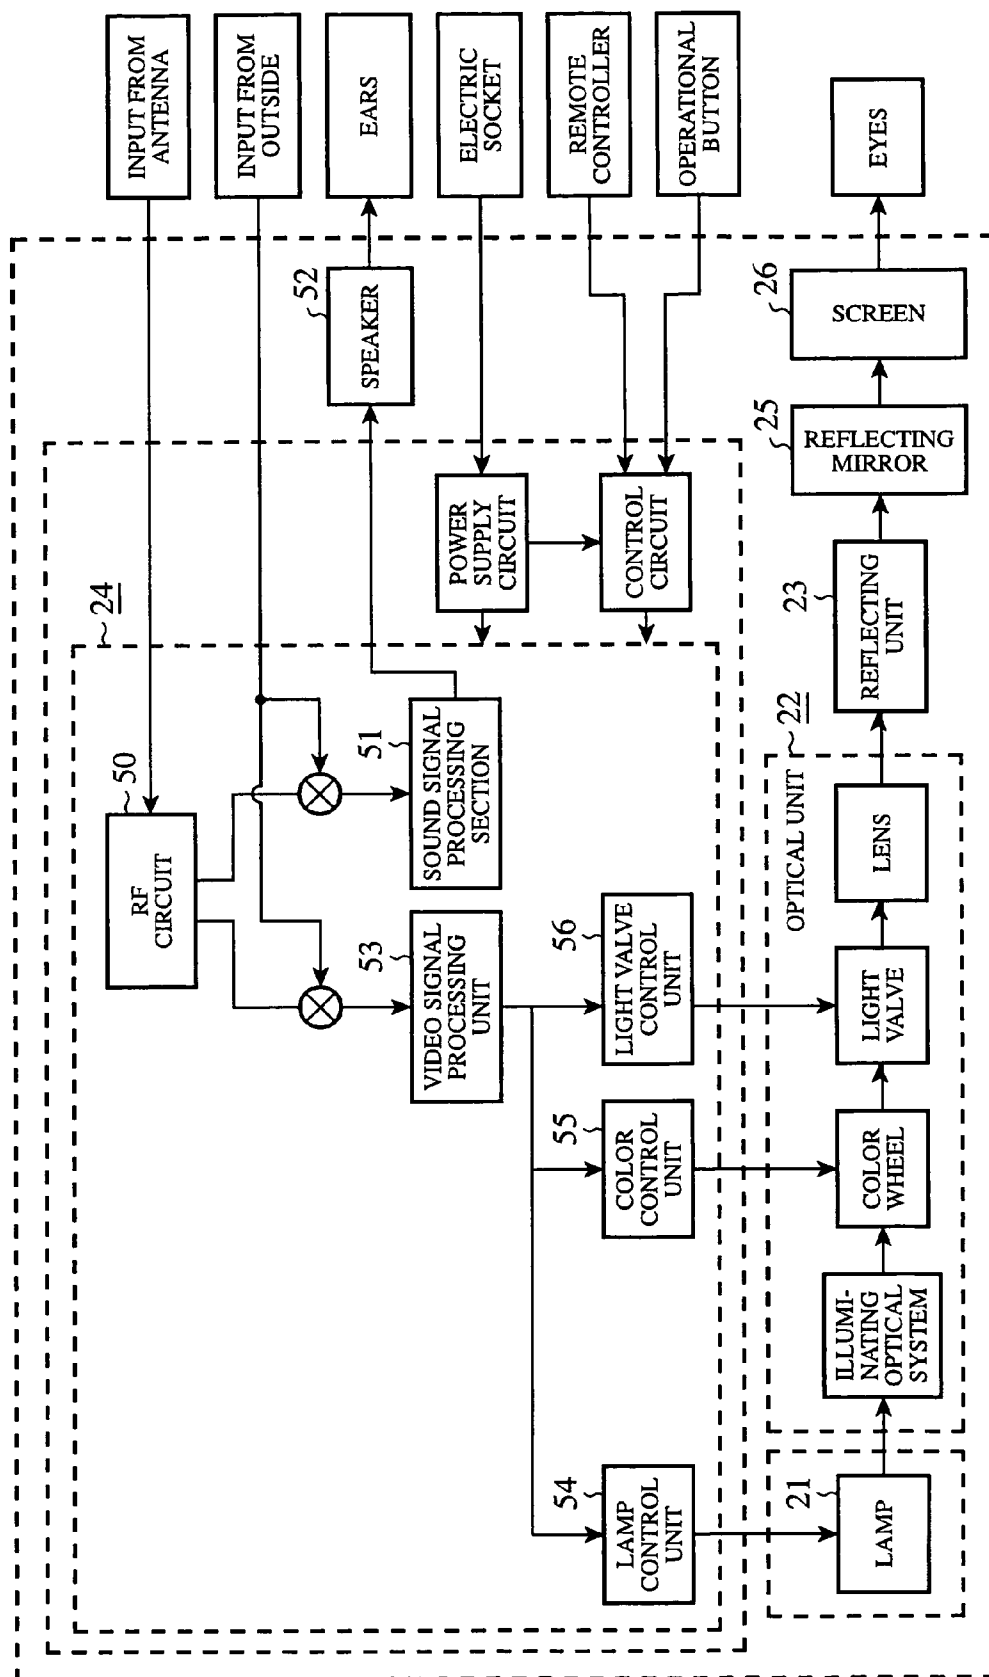 INPUT FROM
ANTENNA
INPUT FROM
OUTSIDE
EARS
ELECTRIC
SOCKET
REMOTE
CONTROLLER
OPERATIONAL
BUTTON
EYES
52
SPEAKER
26
SCREEN
25
REFLECTING
MIRROR
POWER
SUPPLY
CIRCUIT
CONTROL
CIRCUIT
24
23
REFLECTING
UNIT
50
RF
CIRCUIT
51
SOUND SIGNAL
PROCESSING
SECTION
53
VIDEO SIGNAL
PROCESSING
UNIT
56
LIGHT VALVE
CONTROL
UNIT
55
COLOR
CONTROL
UNIT
54
LAMP
CONTROL
UNIT
22
OPTICAL UNIT
LENS
LIGHT
VALVE
COLOR
WHEEL
ILLUMI-
NATING
OPTICAL
SYSTEM
21
LAMP